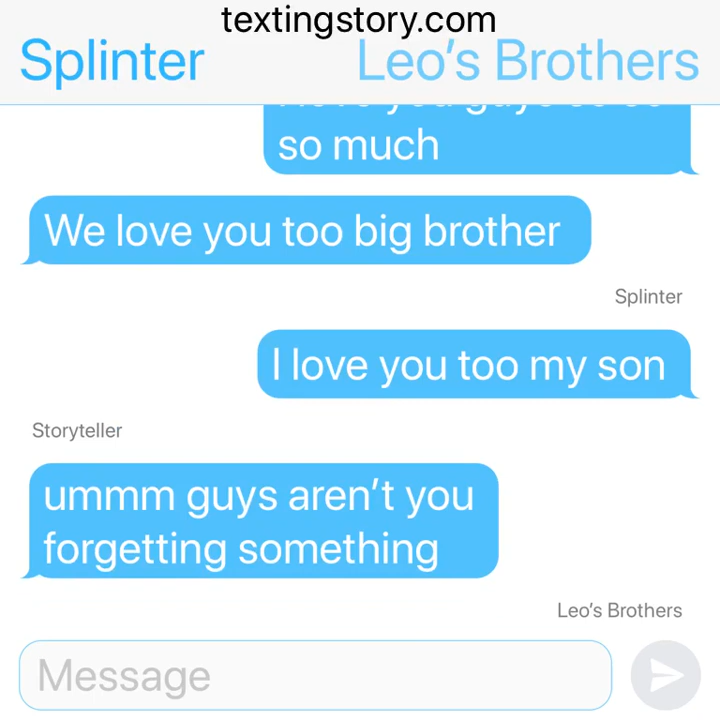 textingstory.com
Splinter
Leo's Brothers
so much
We love you too big brother
Splinter
I love you too my son
Storyteller
ummm guys aren't you
forgetting something
Leo's Brothers
Message